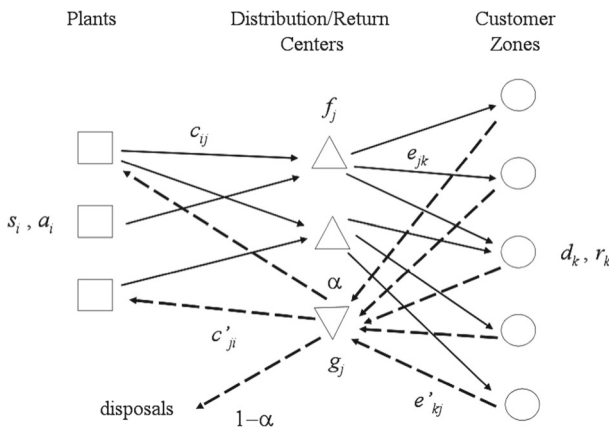 Plants
Distribution/Return
Centers
Customer
Zones
f_j
c_ij
e_jk
s_i , a_i
d_k, r_k
α
c'_ji
g_j
e'_kj
disposals
1–α